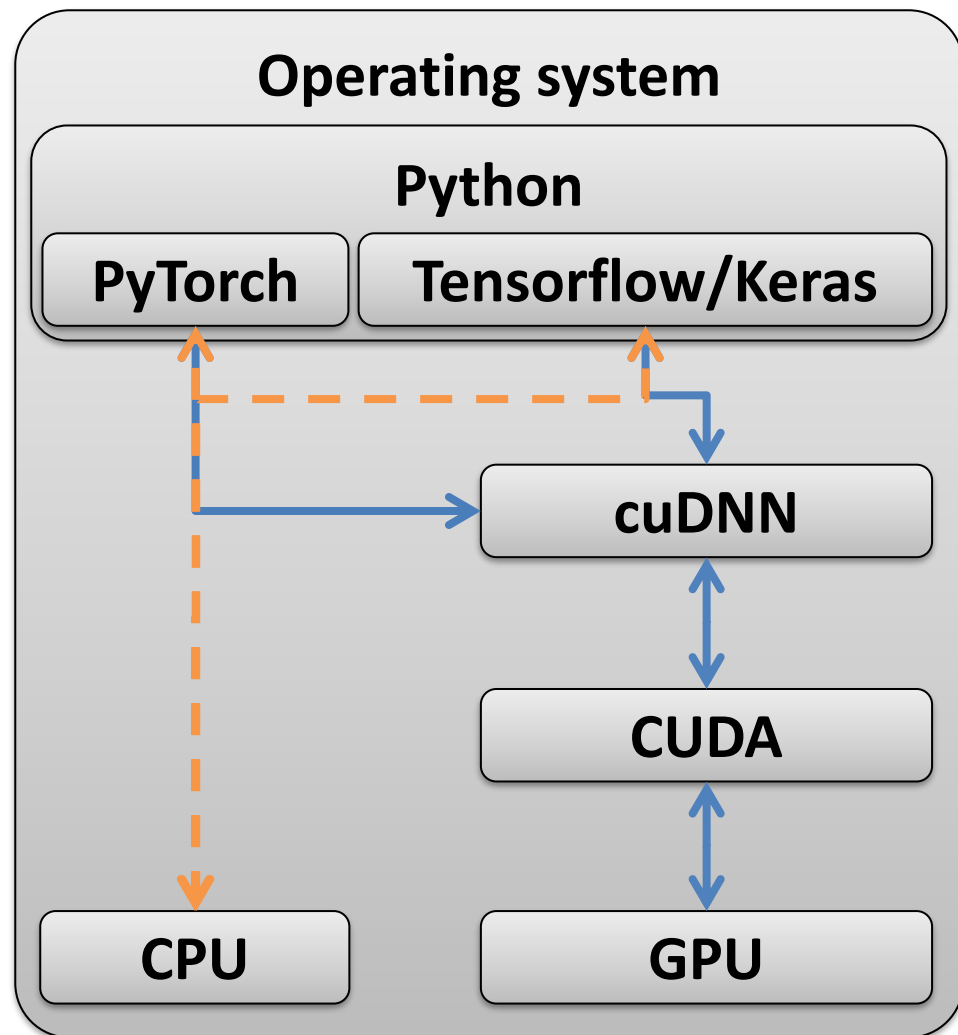 Operating system
Python
PyTorch
Tensorflow/Keras
cuDNN
CUDA
CPU
GPU